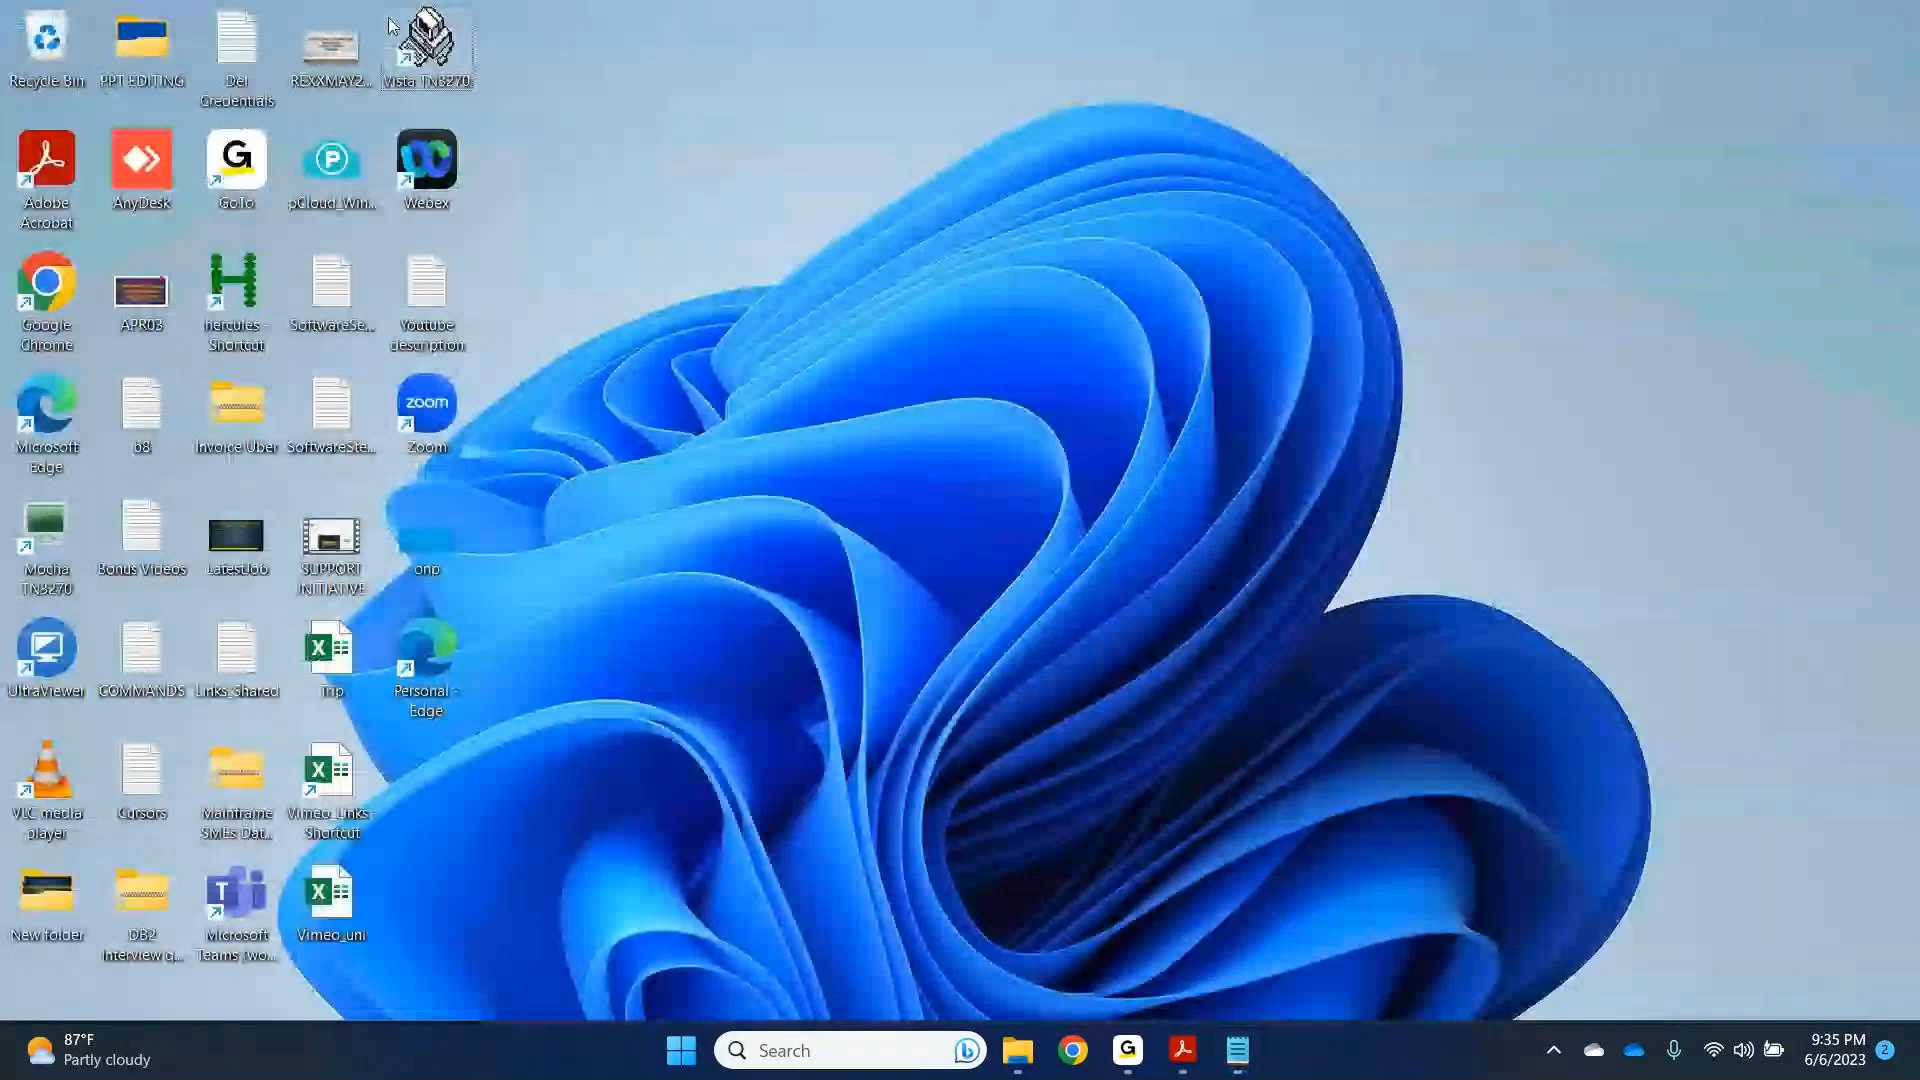 Recycle Bin
PPT EDITING
Del
Credentials
REXXMAY2...
Vista TN3270
Adobe
Acrobat
AnyDesk
G
GoTo
P
pCloud_Win...
Webex
Google
Chrome
APR03
hercules -
Shortcut
SoftwareSe...
Youtube
description
Microsoft
Edge
b8
Invoice Uber
SoftwareSte...
zoom
Zoom
Mocha
TN3270
Bonus Videos
LatestJob
SUPPORT
INITIATIVE
onp
UltraViewer
COMMANDS
Links_Shared
X
Trip
Personal -
Edge
VLC media
player
Cursors
Mainframe
SMEs Dat...
X
Vimeo_Links -
Shortcut
New folder
DB2
Interview q...
T
Microsoft
Teams (wo...
X
Vimeo_uni
87°F
Partly cloudy
Search
G
9:35 PM
6/6/2023
2